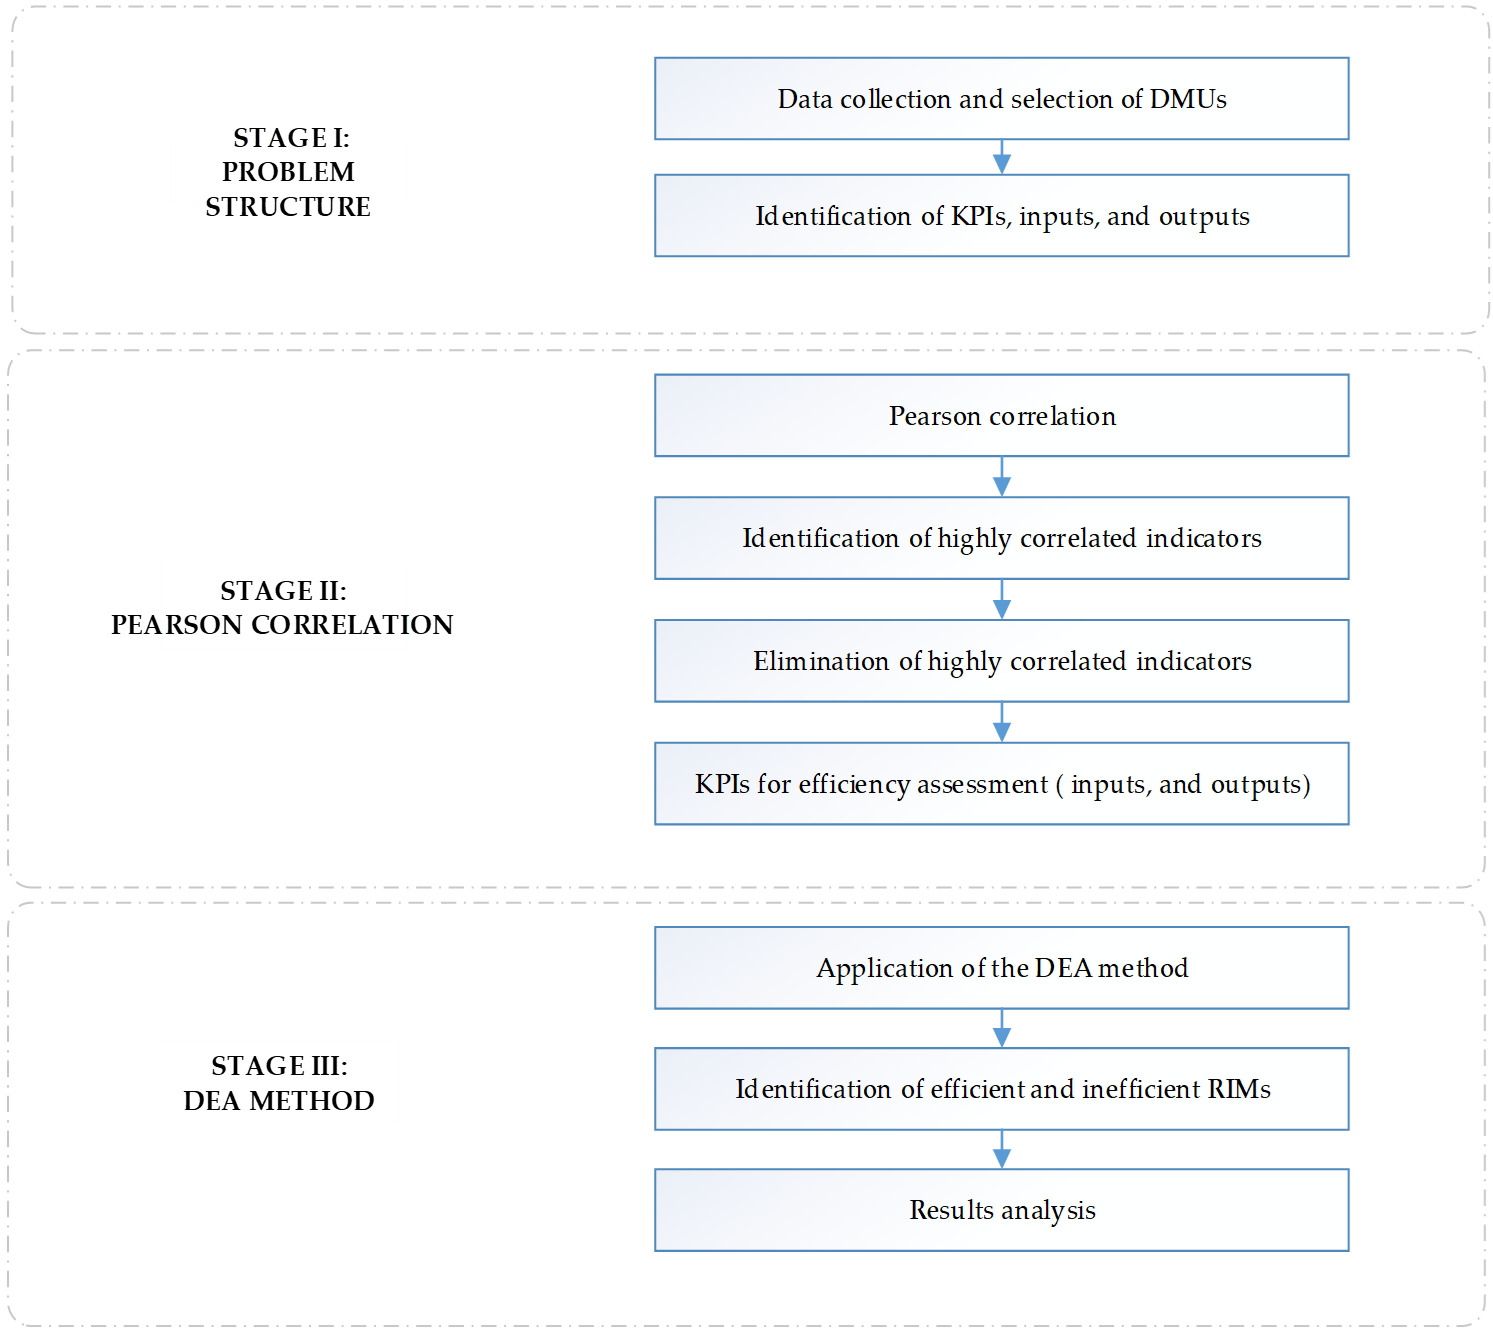 STAGE I:
PROBLEM
STRUCTURE
Data collection and selection of DMUs
Identification of KPIs, inputs, and outputs
STAGE II:
PEARSON CORRELATION
Pearson correlation
Identification of highly correlated indicators
Elimination of highly correlated indicators
KPIs for efficiency assessment ( inputs, and outputs)
STAGE III:
DEA METHOD
Application of the DEA method
Identification of efficient and inefficient RIMs
Results analysis